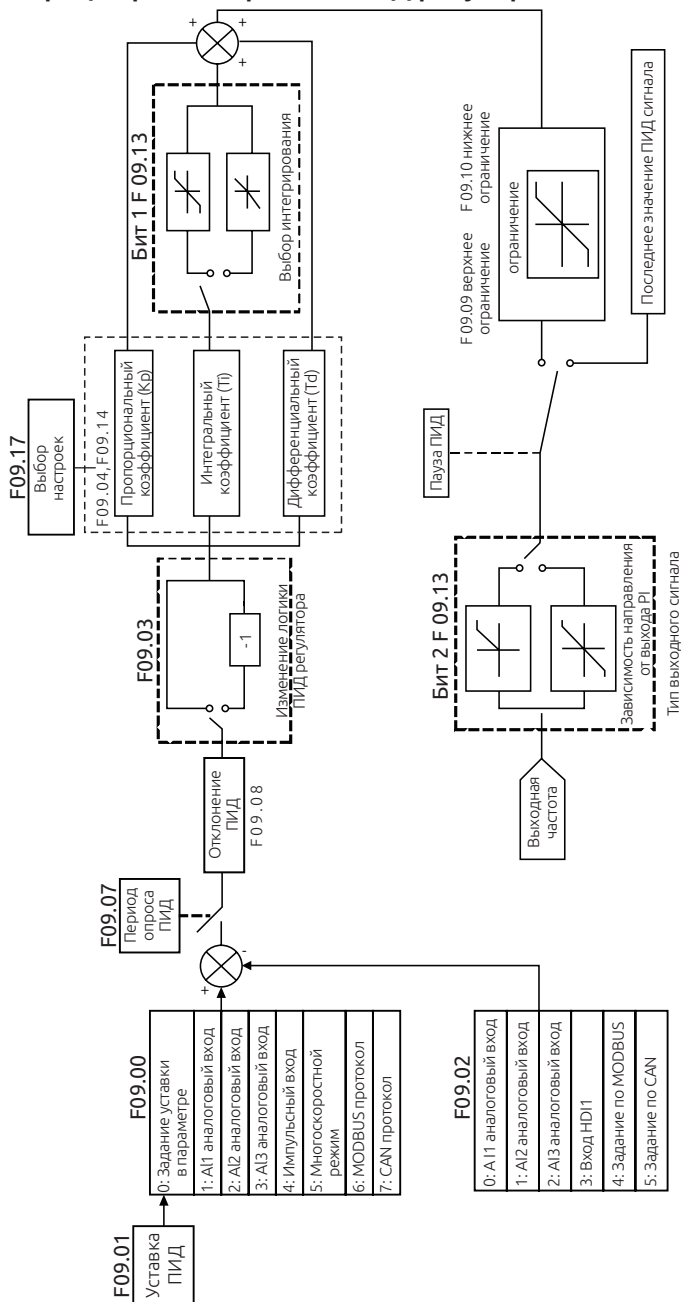 F09.01
Уставка
ПИД
F09.00
0: Задание уставки
в параметре
1: AI1 аналоговый вход
2: AI2 аналоговый вход
3: AI3 аналоговый вход
4: Импульсный вход
5: Многоскоростной
режим
6: MODBUS протокол
7: CAN протокол
F09.02
0: A I1 аналоговый вход
1: AI2 аналоговый вход
2: AI3 аналоговый вход
3: Вход HDI1
4: Задание по MODBUS
5: Задание по CAN
+
-
F09.07
Период
опроса
ПИД
Отклонение
ПИД
F09.08
F09.03
-1
Изменение логики
ПИД регулятора
F09.17
Выбор
настроек
F09.04,F09.14
Пропорциональный
коэффициент (Kp)
Интегральный
коэффициент (Ti)
Дифференциальный
коэффициент (Td)
Бит 1 F 09.13
Выбор интегрирования
+
+
+
F 09.09 верхнее
ограничение
F 09.10 нижнее
ограничение
ограничение
Последнее значение ПИД сигнала
Пауза ПИД
Бит 2 F 09.13
Зависимость направления
от выхода PI
Тип выходного сигнала
Выходная
частота